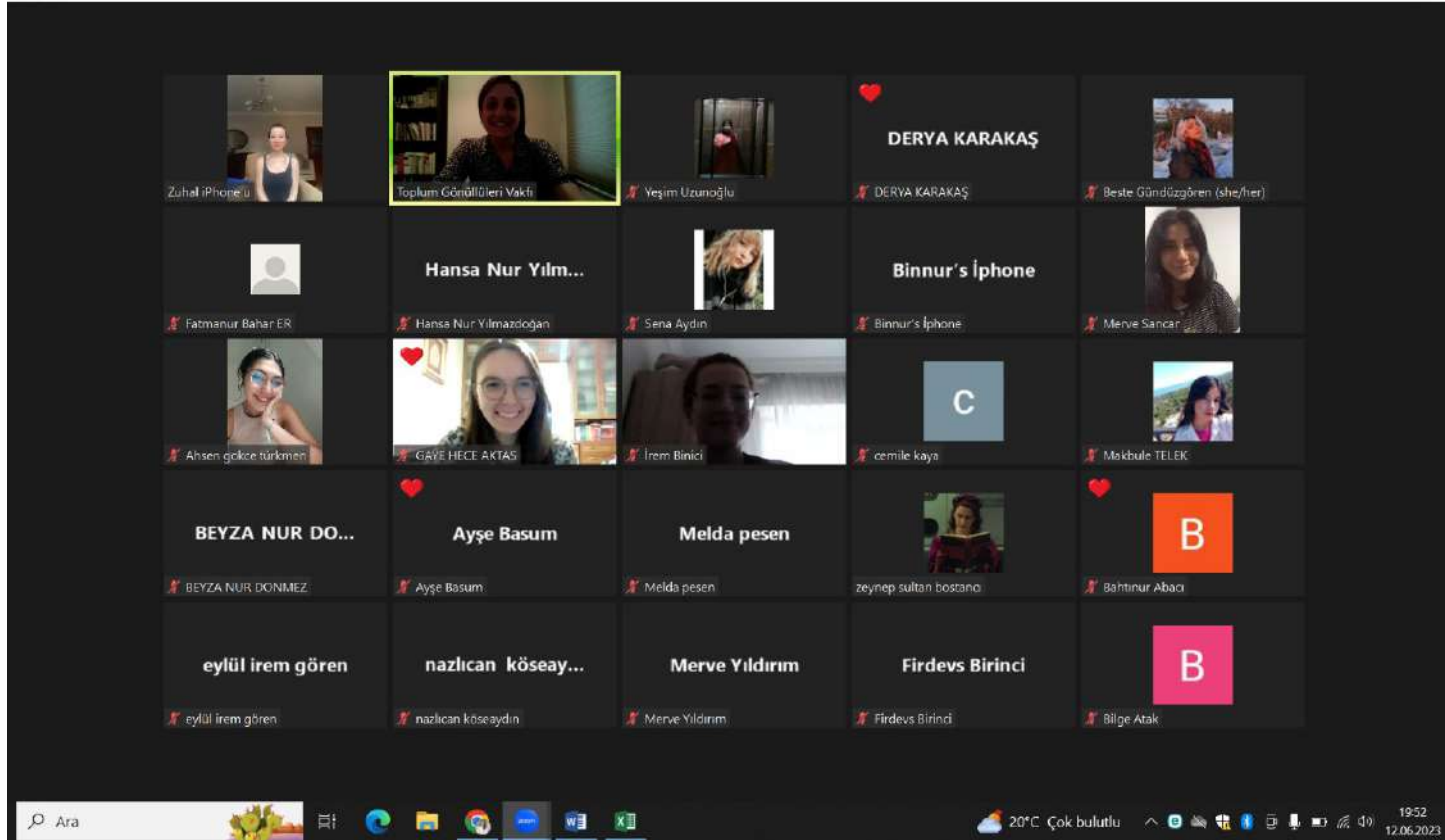 Zuhal iPhone'u
Toplum Gönüllüleri Vakfı
Yeşim Uzunoğlu
DERYA KARAKAŞ
DERYA KARAKAŞ
Beste Gündüzgören (she/her)
Fatmanur Bahar ER
Hansa Nur Yılm...
Hansa Nur Yılmazdoğan
Sena Aydın
Binnur's İphone
Binnur's İphone
Merve Sancar
Ahsen gokce türkmen
GAYE HECE AKTAS
İrem Binici
C
cemile kaya
Makbule TELEK
BEYZA NUR DO...
BEYZA NUR DONMEZ
Ayşe Basum
Ayşe Basum
Melda pesen
Melda pesen
zeynep sultan bostancı
B
Bahtınur Abacı
eylül irem gören
eylül irem gören
nazlıcan köseay...
nazlıcan köseaydın
Merve Yıldırım
Merve Yıldırım
Firdevs Birinci
Firdevs Birinci
B
Bilge Atak
Ara
zoom
20°C Çok bulutlu
19:52
12.06.2023